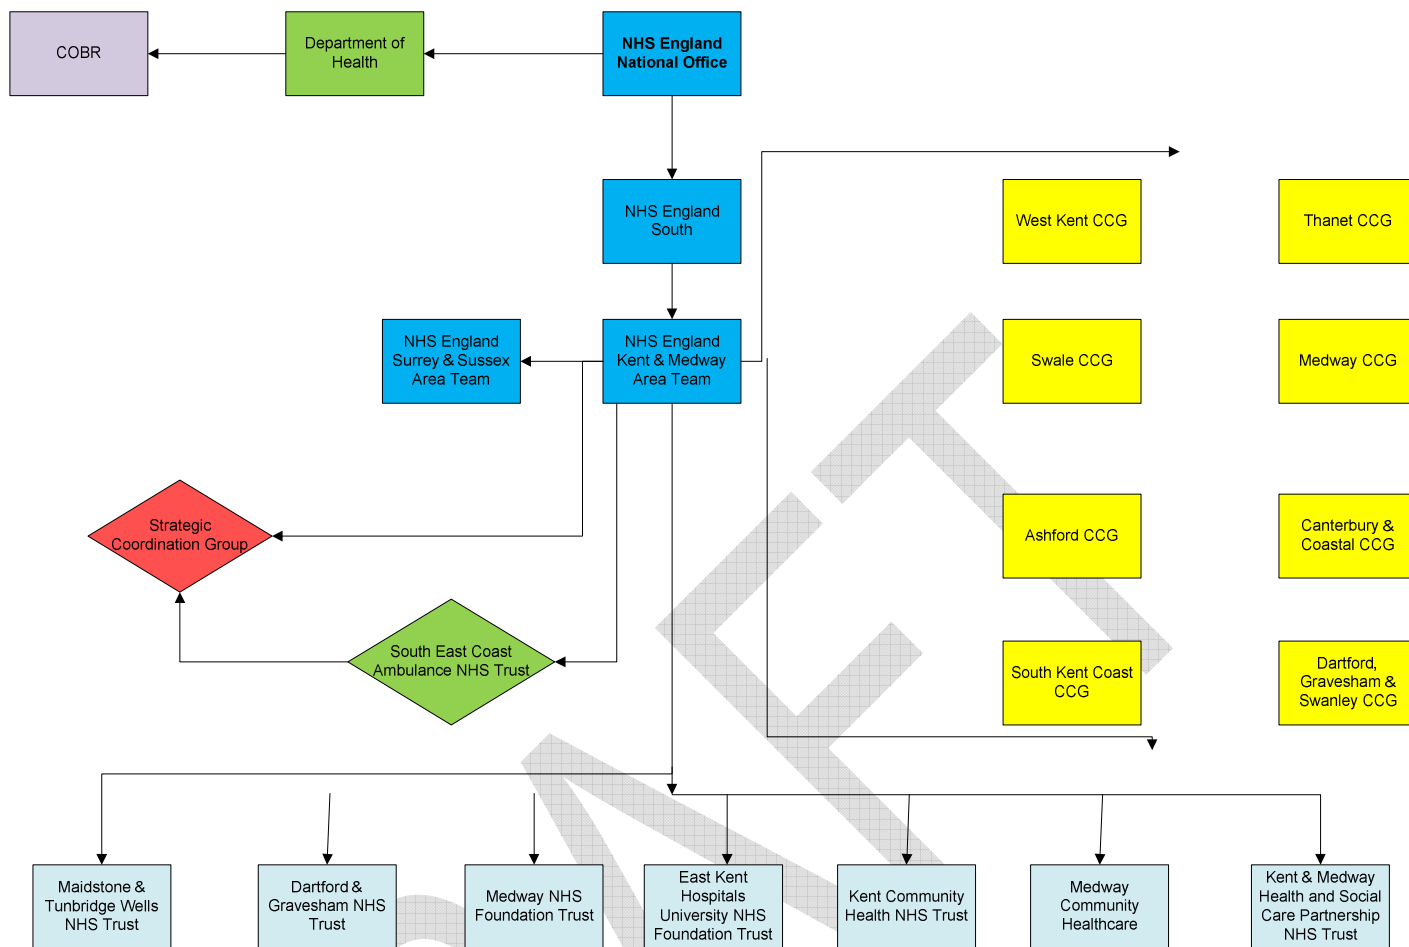 COBR
Department of
Health
NHS England
National Office
NHS England
South
West Kent CCG
Thanet CCG
NHS England
Surrey & Sussex
Area Team
NHS England
Kent & Medway
Area Team
Swale CCG
Medway CCG
Strategic
Coordination Group
Ashford CCG
Canterbury &
Coastal CCG
South East Coast
Ambulance NHS Trust
South Kent Coast
CCG
Dartford,
Gravesham &
Swanley CCG
Maidstone &
Tunbridge Wells
NHS Trust
Dartford &
Gravesham NHS
Trust
Medway NHS
Foundation Trust
East Kent
Hospitals
University NHS
Foundation Trust
Kent Community
Health NHS Trust
Medway
Community
Healthcare
Kent & Medway
Health and Social
Care Partnership
NHS Trust